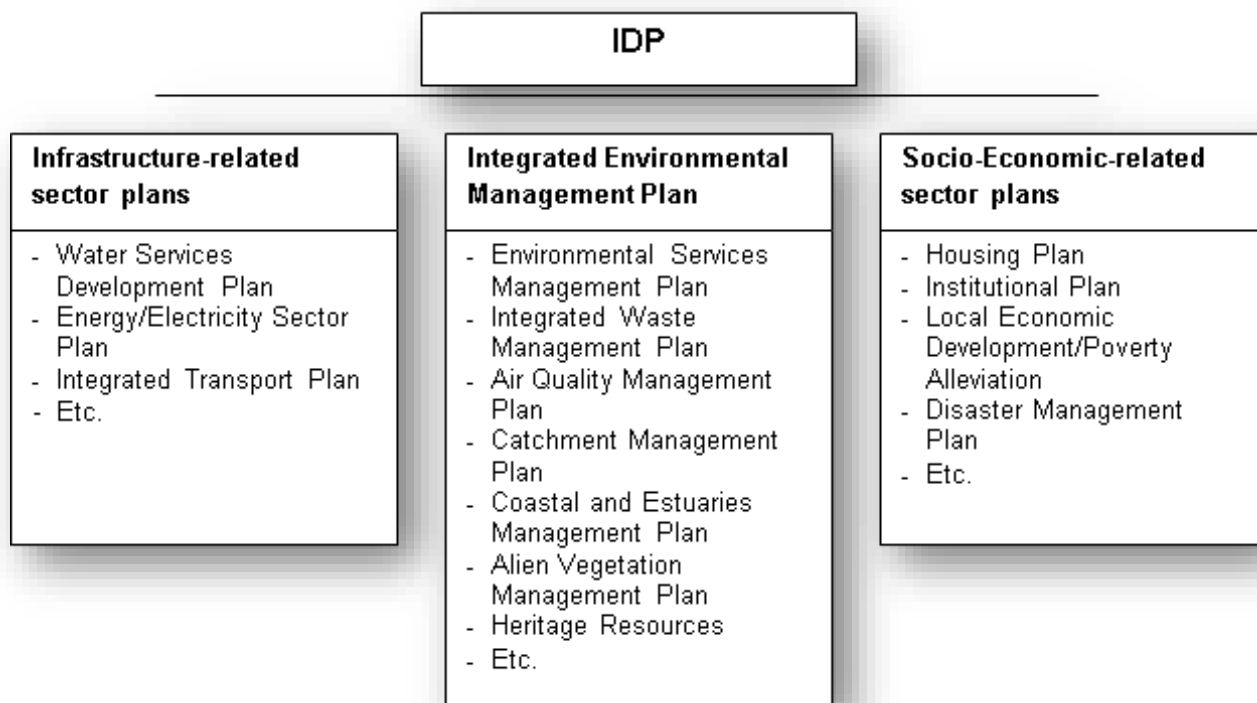 IDP
Infrastructure-related
sector plans
- Water Services
Development Plan
- Energy/Electricity Sector
Plan
- Integrated Transport Plan
- Etc.
Integrated Environmental
Management Plan
- Environmental Services
Management Plan
- Integrated Waste
Management Plan
- Air Quality Management
Plan
- Catchment Management
Plan
- Coastal and Estuaries
Management Plan
- Alien Vegetation
Management Plan
- Heritage Resources
- Etc.
Socio-Economic-related
sector plans
- Housing Plan
- Institutional Plan
- Local Economic
Development/Poverty
Alleviation
- Disaster Management
Plan
- Etc.